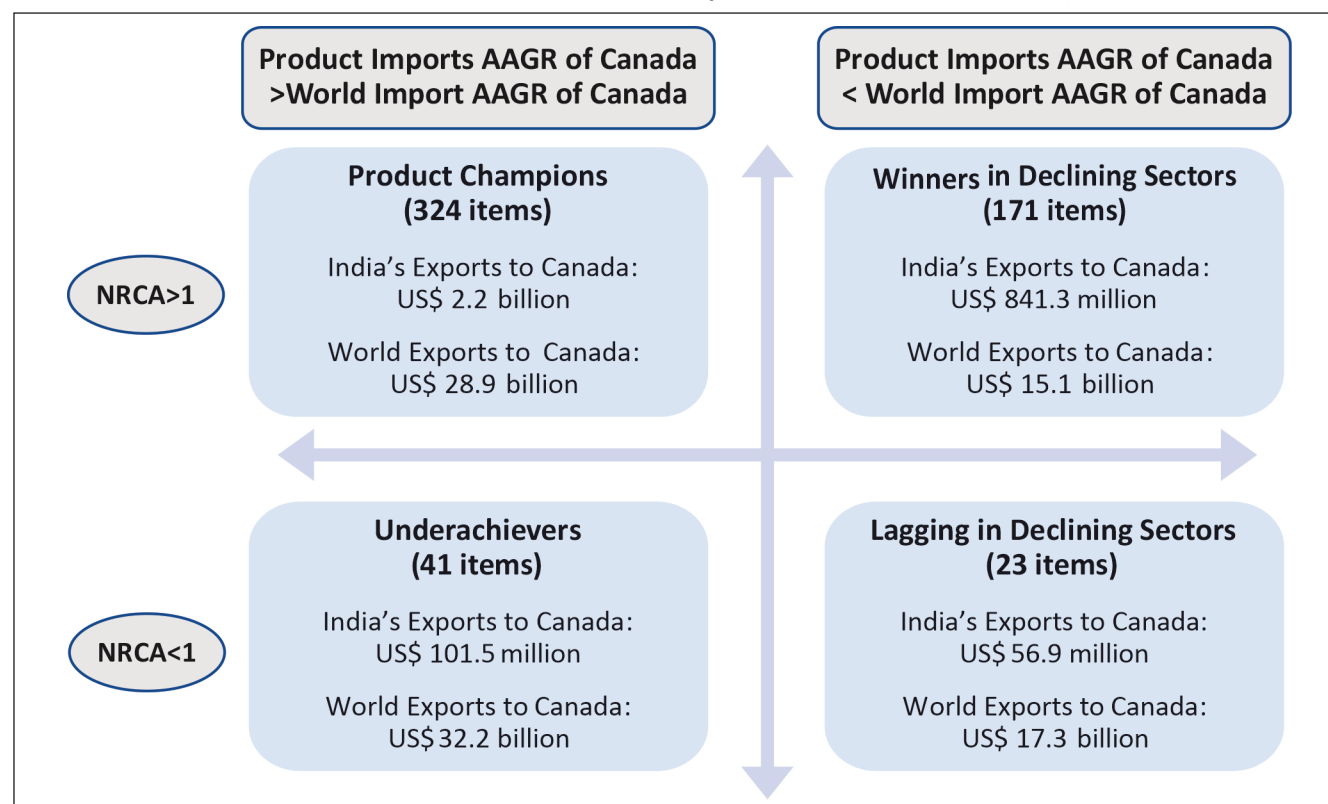 Product Imports AAGR of Canada
>World Import AAGR of Canada
Product Imports AAGR of Canada
< World Import AAGR of Canada
NRCA>1
Product Champions
(324 items)
India’s Exports to Canada:
US$ 2.2 billion
World Exports to Canada:
US$ 28.9 billion
Winners in Declining Sectors
(171 items)
India’s Exports to Canada:
US$ 841.3 million
World Exports to Canada:
US$ 15.1 billion
NRCA<1
Underachievers
(41 items)
India’s Exports to Canada:
US$ 101.5 million
World Exports to Canada:
US$ 32.2 billion
Lagging in Declining Sectors
(23 items)
India’s Exports to Canada:
US$ 56.9 million
World Exports to Canada:
US$ 17.3 billion